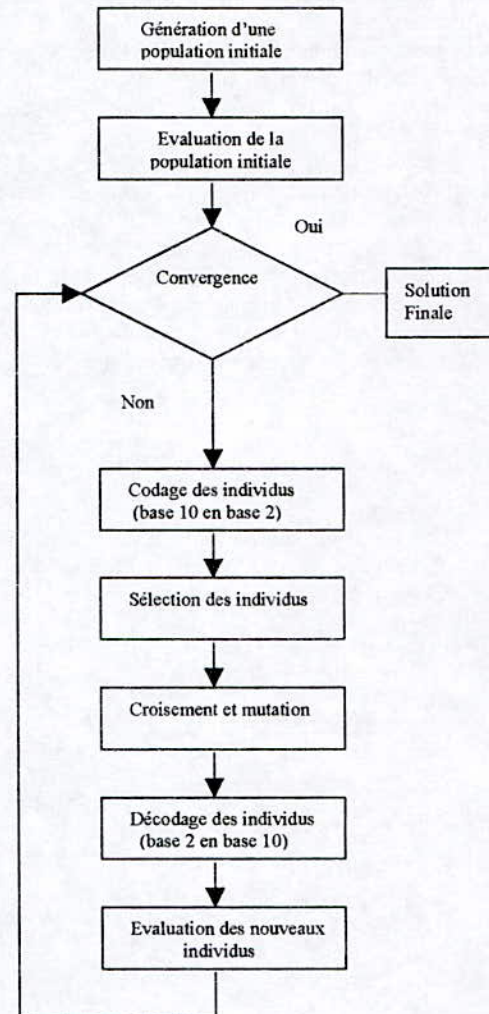 Génération d'une
population initiale
Evaluation de la
population initiale
Oui
Convergence
Solution
Finale
Non
Codage des individus
(base 10 en base 2)
Sélection des individus
Croisement et mutation
Décodage des individus
(base 2 en base 10)
Evaluation des nouveaux
individus